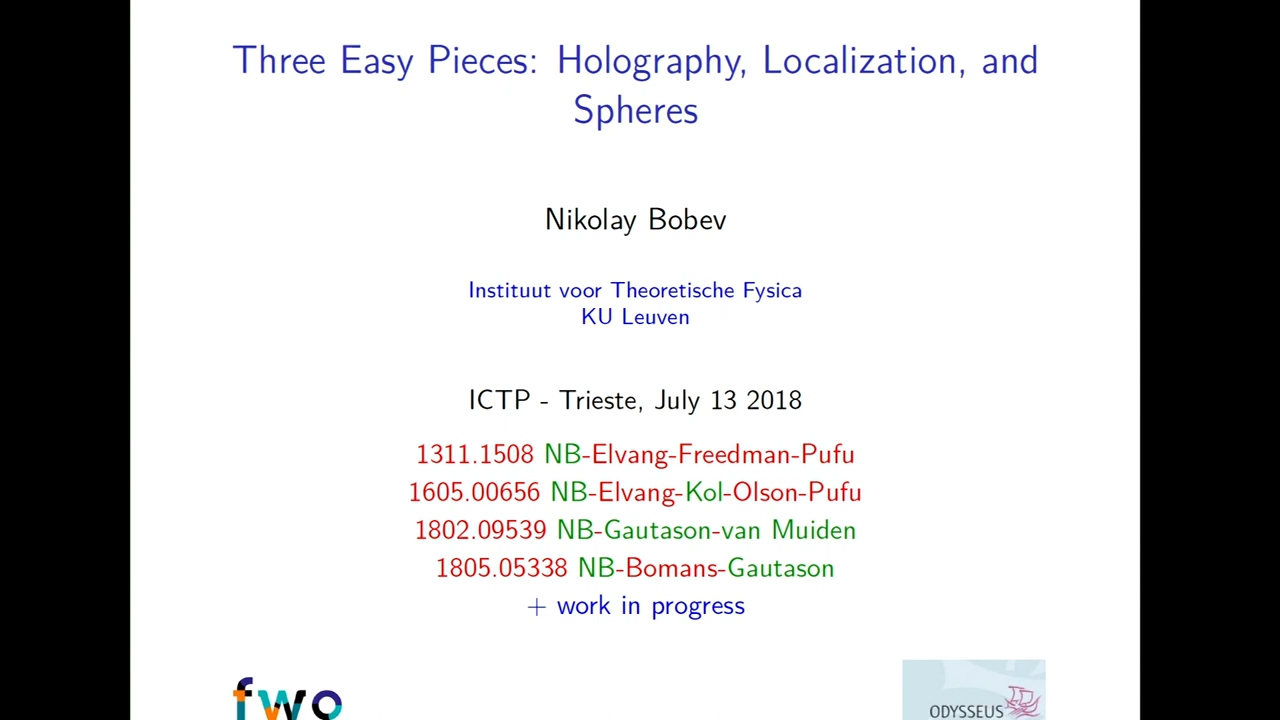 Three Easy Pieces: Holography, Localization, and
Spheres
Nikolay Bobev
Instituut voor Theoretische Fysica
KU Leuven
ICTP - Trieste, July 13 2018
1311.1508 NB-Elvang-Freedman-Pufu
1605.00656 NB-Elvang-Kol-Olson-Pufu
1802.09539 NB-Gautason-van Muiden
1805.05338 NB-Bomans-Gautason
+ work in progress
fwo
ODYSSEUS